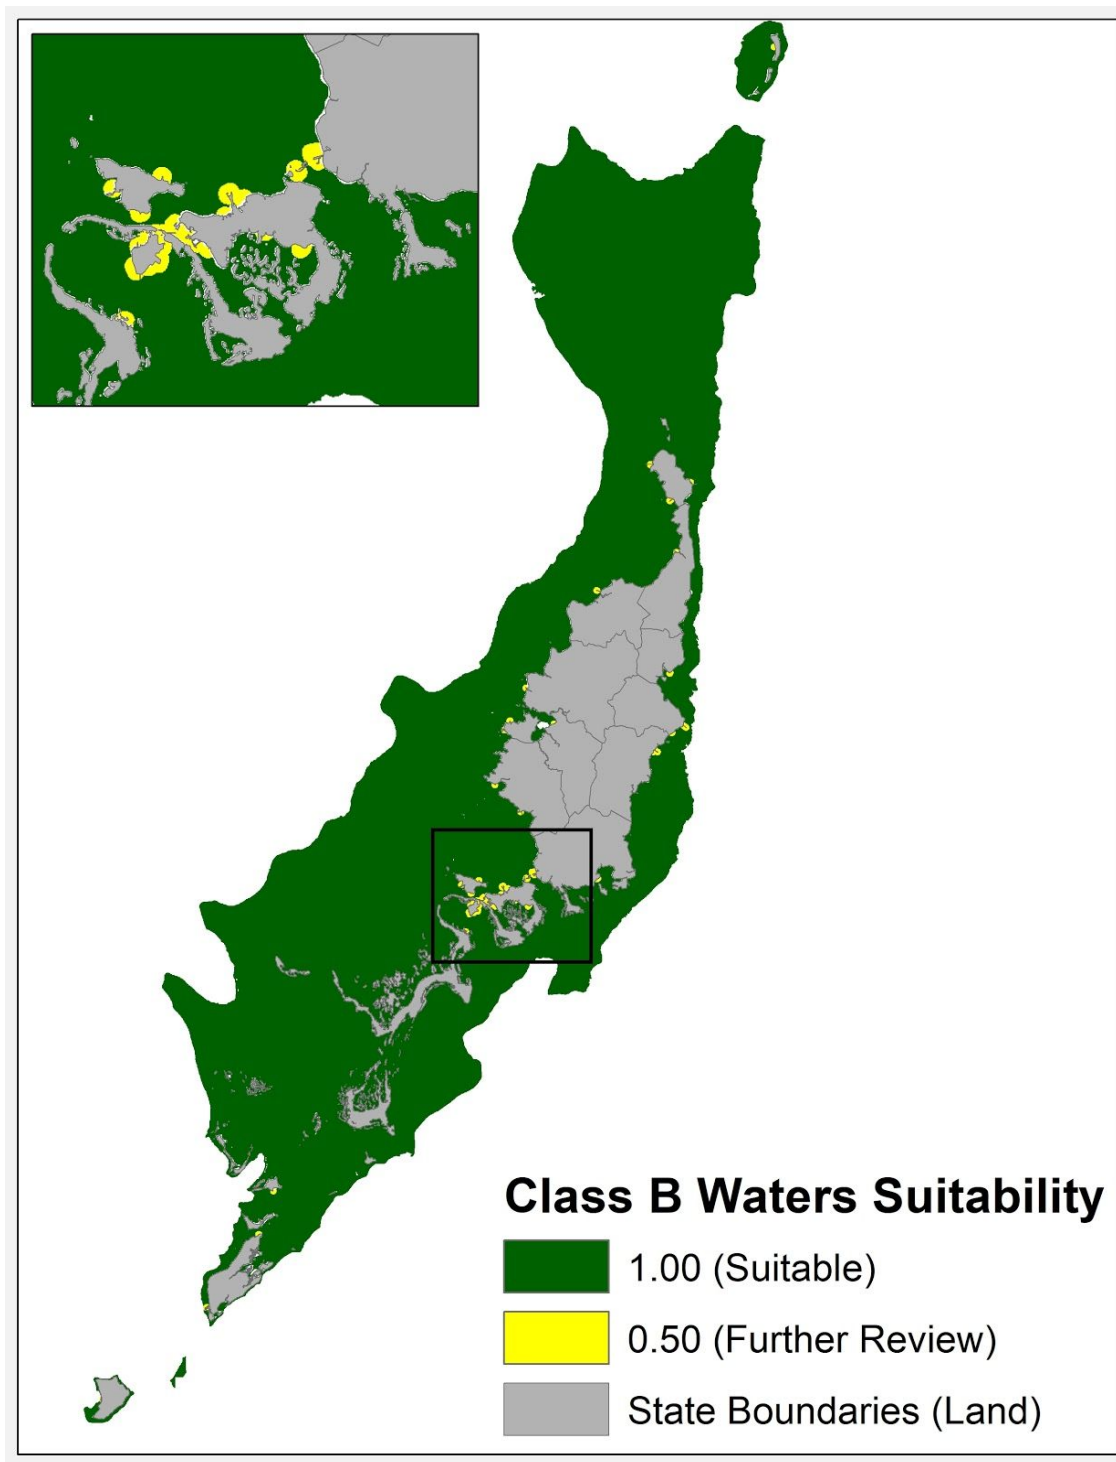 Class B Waters Suitability
1.00 (Suitable)
0.50 (Further Review)
State Boundaries (Land)